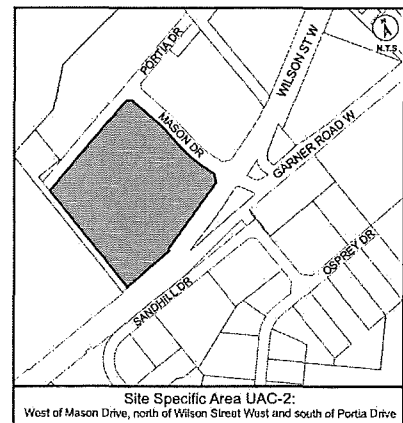 N.T.S
PORTIA DR
WILSON ST W
MASON DR
GARNER ROAD W
OSPREY DR
SANDHILL DR
Site Specific Area UAC-2:
West of Mason Drive, north of Wilson Street West and south of Portia Drive